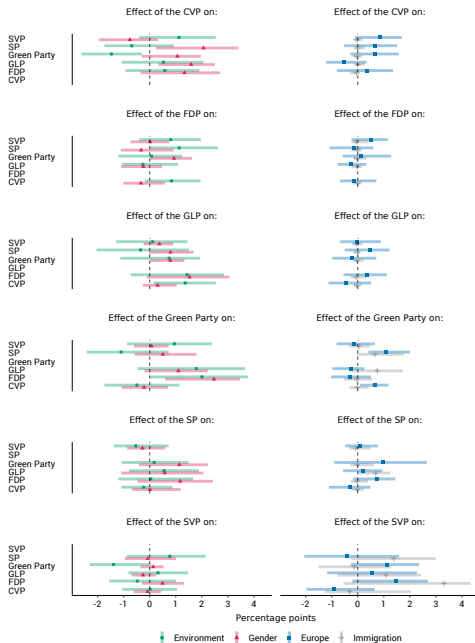 Effect of the CVP on:
Effect of the CVP on:
SVP
SP
Green Party
GLP
FDP
CVP
Effect of the FDP on:
Effect of the FDP on:
SVP
SP
Green Party
GLP
FDP
CVP
Effect of the GLP on:
Effect of the GLP on:
SVP
SP
Green Party
GLP
FDP
CVP
Effect of the Green Party on:
Effect of the Green Party on:
SVP
SP
Green Party
GLP
FDP
CVP
Effect of the SP on:
Effect of the SP on:
SVP
SP
Green Party
GLP
FDP
CVP
Effect of the SVP on:
Effect of the SVP on:
SVP
SP
Green Party
GLP
FDP
CVP
−2 −1 0 1 2 3 4 −2 −1 0 1 2 3 4
Percentage points
Environment Gender Europe Immigration